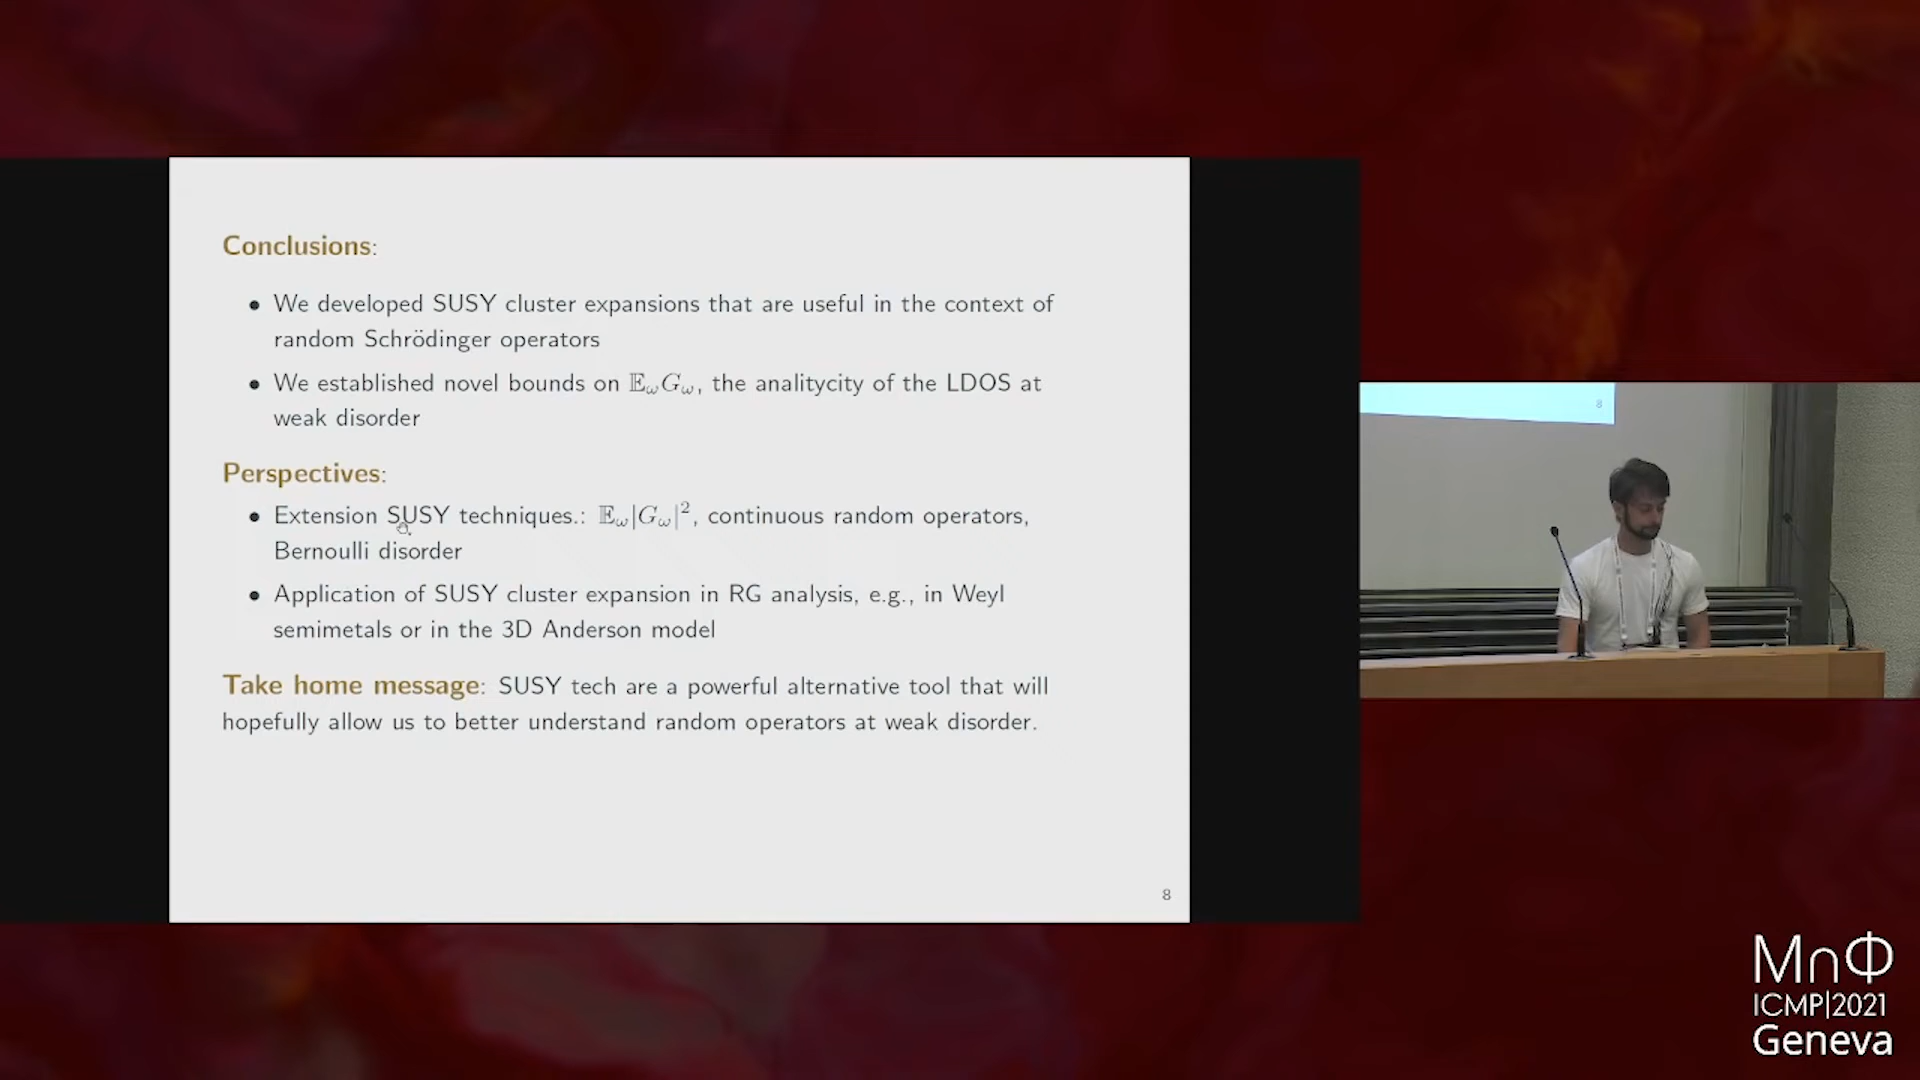 Conclusions:
• We developed SUSY cluster expansions that are useful in the context of
random Schrödinger operators
• We established novel bounds on 𝔼ωGω, the analitycity of the LDOS at
weak disorder
Perspectives:
• Extension SUSY techniques.: 𝔼ω|Gω|², continuous random operators,
Bernoulli disorder
• Application of SUSY cluster expansion in RG analysis, e.g., in Weyl
semimetals or in the 3D Anderson model
Take home message: SUSY tech are a powerful alternative tool that will
hopefully allow us to better understand random operators at weak disorder.
8
8
M∩Φ
ICMP|2021
Geneva